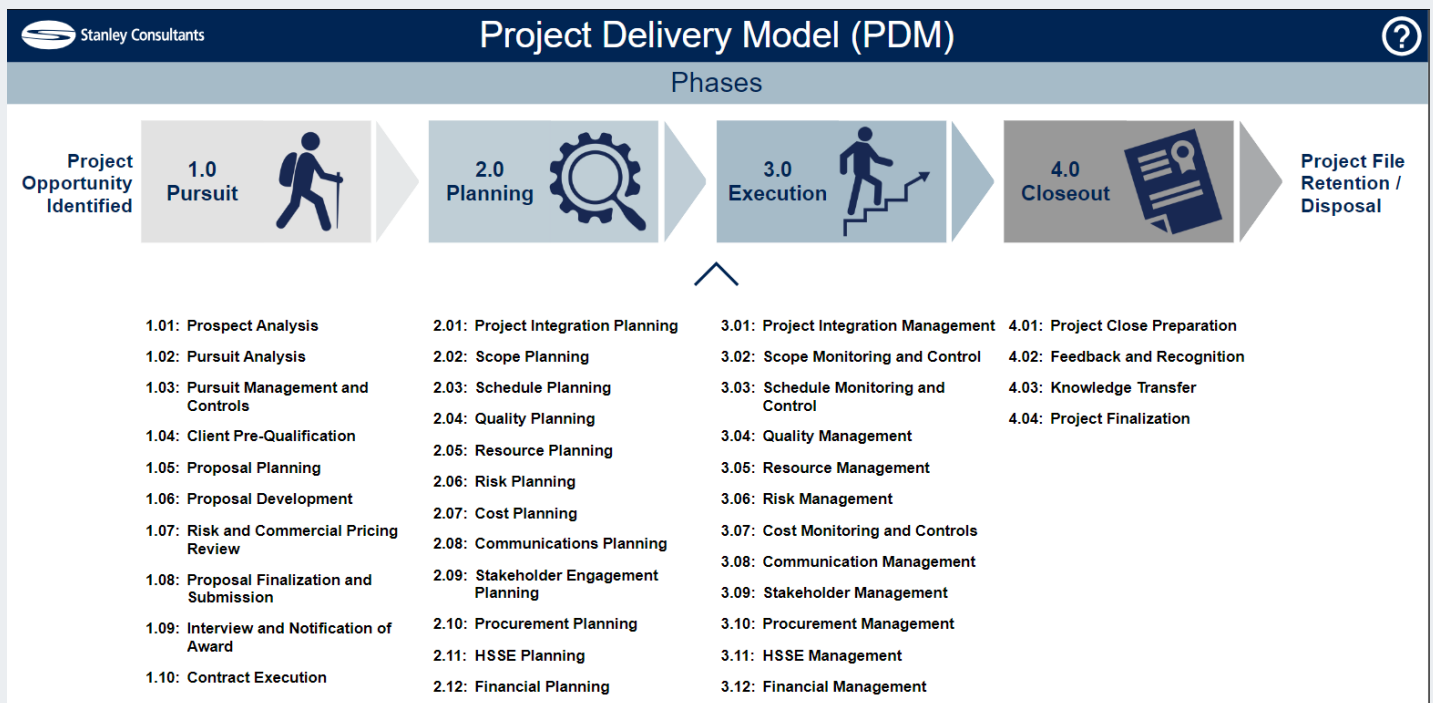 Stanley Consultants
Project Delivery Model (PDM)
?
Phases
Project
Opportunity
Identified
1.0
Pursuit
2.0
Planning
3.0
Execution
4.0
Closeout
Project File
Retention /
Disposal
1.01: Prospect Analysis
1.02: Pursuit Analysis
1.03: Pursuit Management and
Controls
1.04: Client Pre-Qualification
1.05: Proposal Planning
1.06: Proposal Development
1.07: Risk and Commercial Pricing
Review
1.08: Proposal Finalization and
Submission
1.09: Interview and Notification of
Award
1.10: Contract Execution
2.01: Project Integration Planning
2.02: Scope Planning
2.03: Schedule Planning
2.04: Quality Planning
2.05: Resource Planning
2.06: Risk Planning
2.07: Cost Planning
2.08: Communications Planning
2.09: Stakeholder Engagement
Planning
2.10: Procurement Planning
2.11: HSSE Planning
2.12: Financial Planning
3.01: Project Integration Management
3.02: Scope Monitoring and Control
3.03: Schedule Monitoring and
Control
3.04: Quality Management
3.05: Resource Management
3.06: Risk Management
3.07: Cost Monitoring and Controls
3.08: Communication Management
3.09: Stakeholder Management
3.10: Procurement Management
3.11: HSSE Management
3.12: Financial Management
4.01: Project Close Preparation
4.02: Feedback and Recognition
4.03: Knowledge Transfer
4.04: Project Finalization